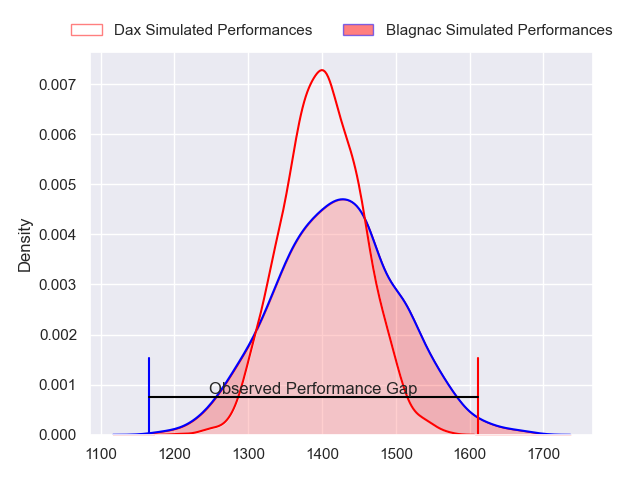 Dax Simulated Performances
Blagnac Simulated Performances
0.007
0.006
0.005
0.004
0.003
0.002
0.001
0.000
Density
Observed Performance Gap
1100 1200 1300 1400 1500 1600 1700